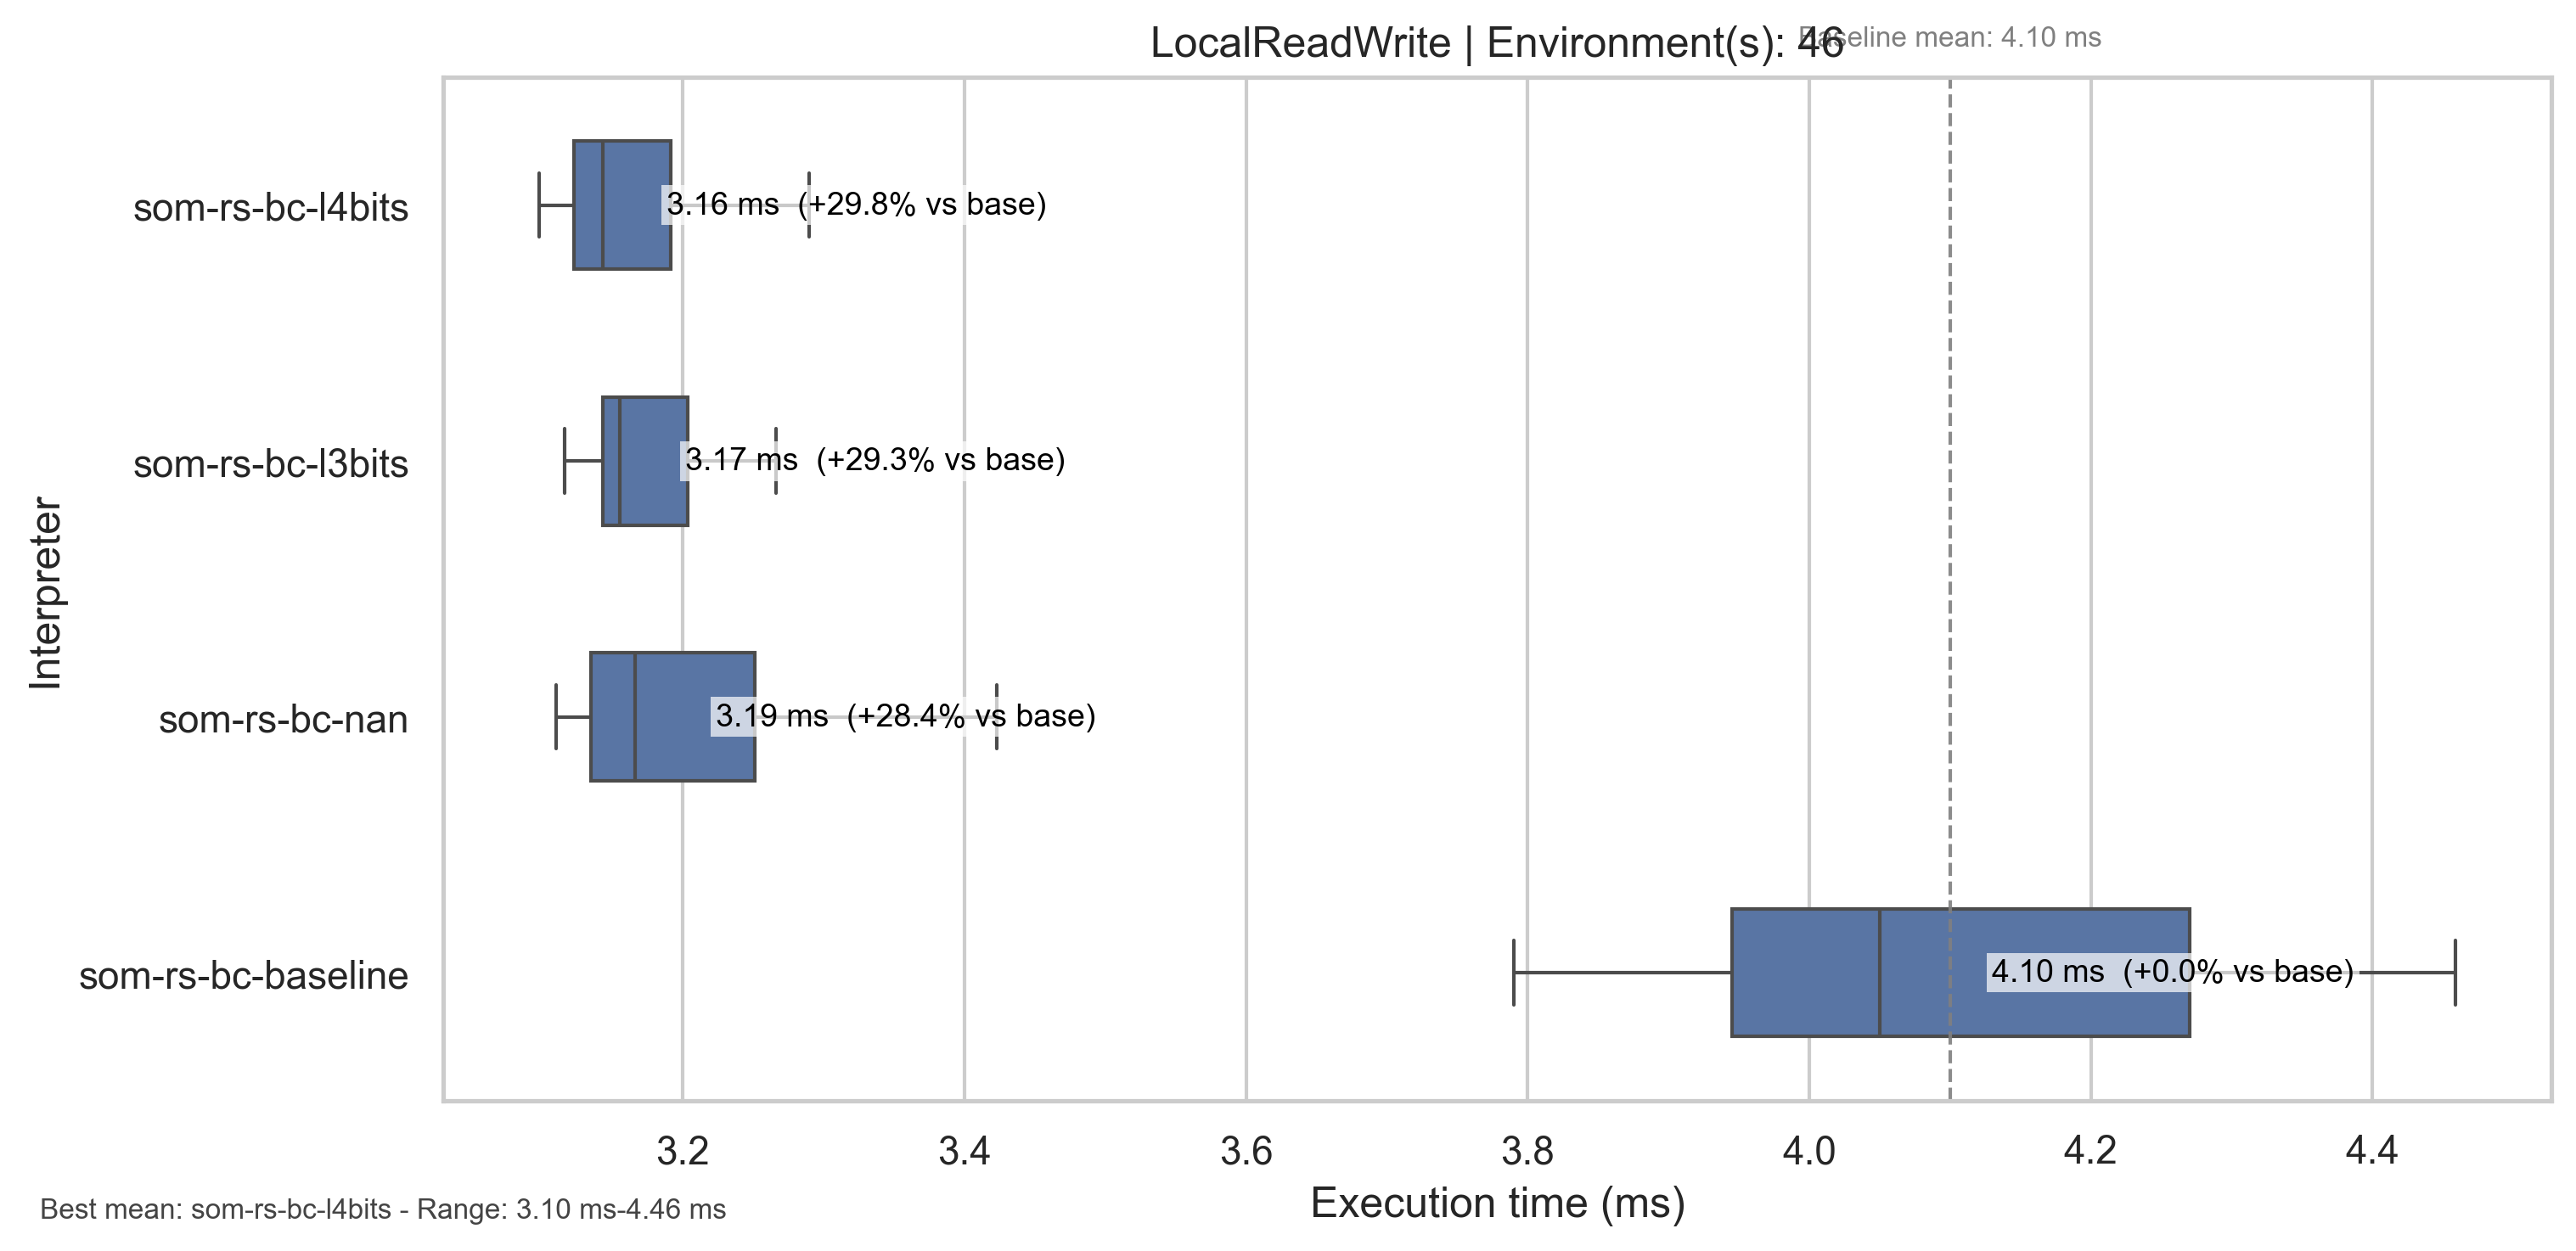 LocalReadWrite | Environment(s): 46
Baseline mean: 4.10 ms
Interpreter
som-rs-bc-l4bits
3.16 ms (+29.8% vs base)
som-rs-bc-l3bits
3.17 ms (+29.3% vs base)
som-rs-bc-nan
3.19 ms (+28.4% vs base)
som-rs-bc-baseline
4.10 ms (+0.0% vs base)
3.2 3.4 3.6 3.8 4.0 4.2 4.4
Execution time (ms)
Best mean: som-rs-bc-l4bits - Range: 3.10 ms-4.46 ms